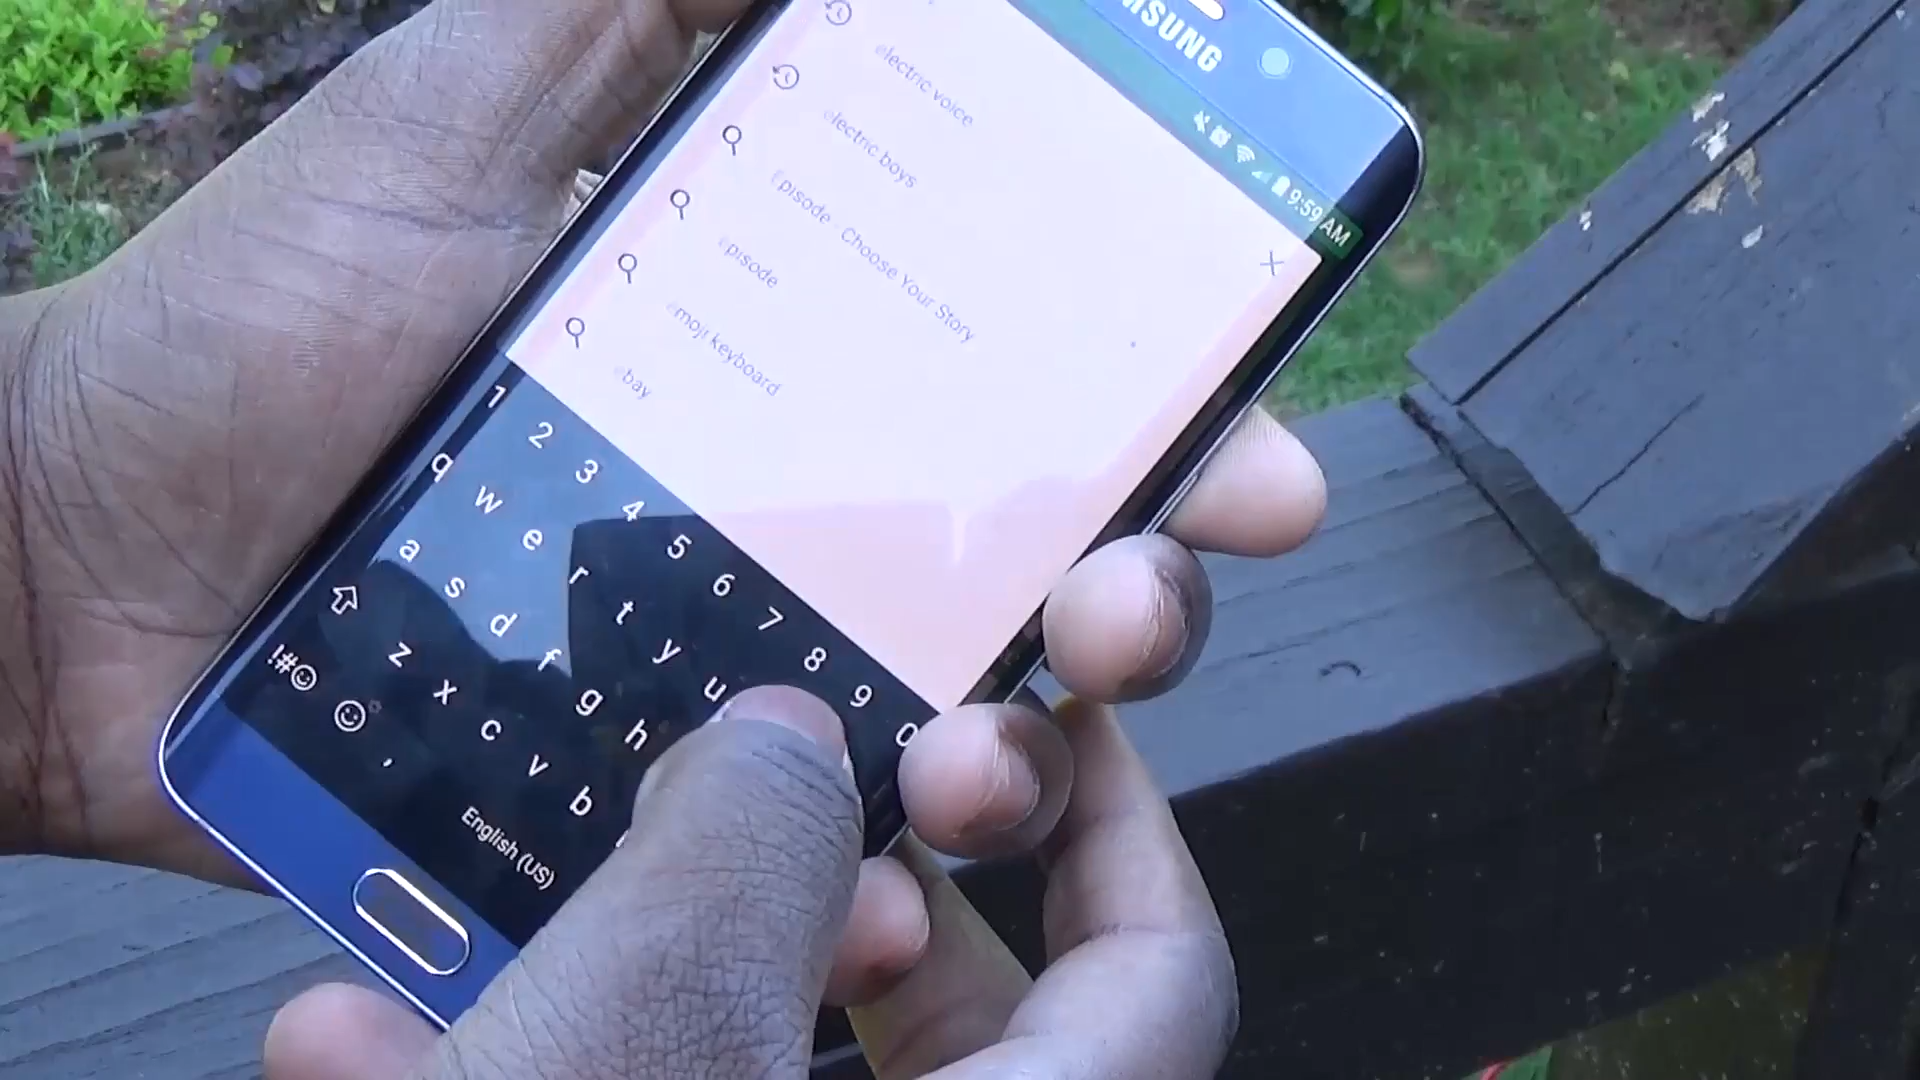 SAMSUNG
9:59 AM
electric voice
electric boys
Episode - Choose Your Story
episode
emoji keyboard
ebay
1 2 3 4 5 6 7 8 9 0
q w e r t y u
a s d f g h
z x c v b
!#☺ ☺ ,
English (US)